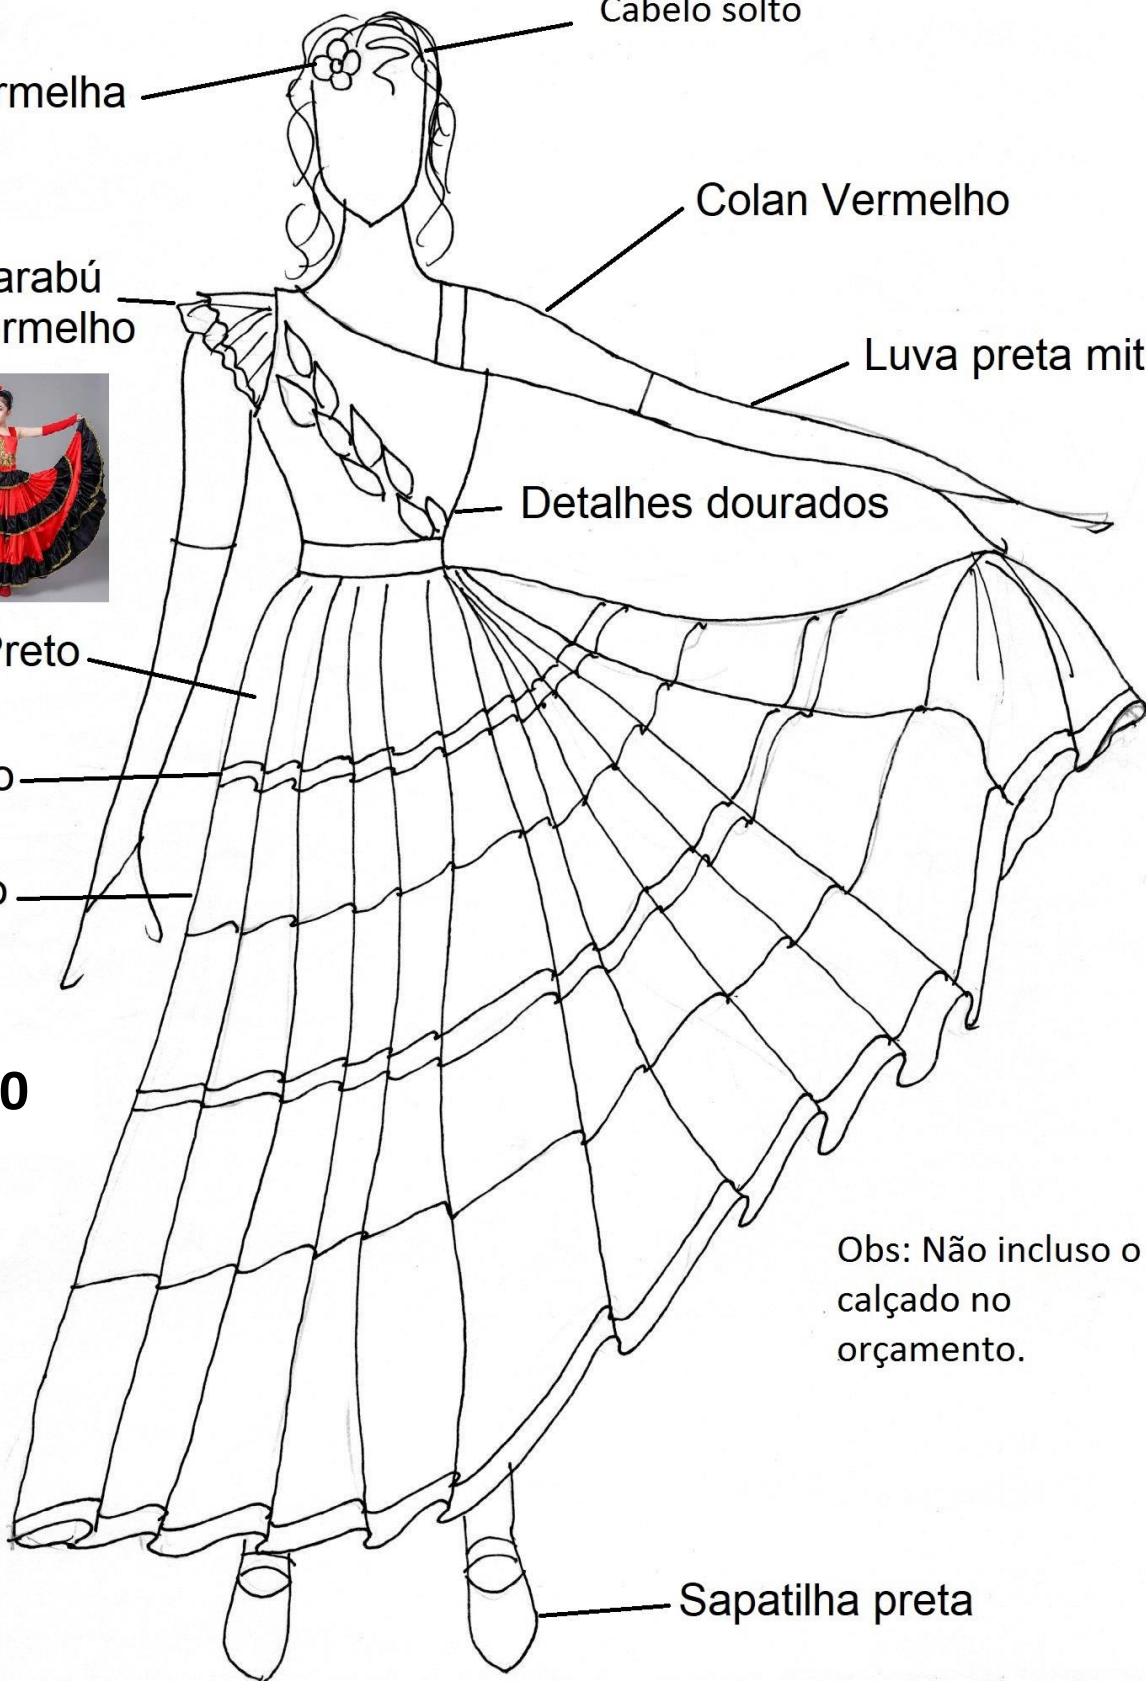 Cabelo solto
rmelha
Colan Vermelho
arabú
rmelho
Luva preta mit
Detalhes dourados
Preto
o
o
0
Obs: Não incluso o
calçado no
orçamento.
Sapatilha preta